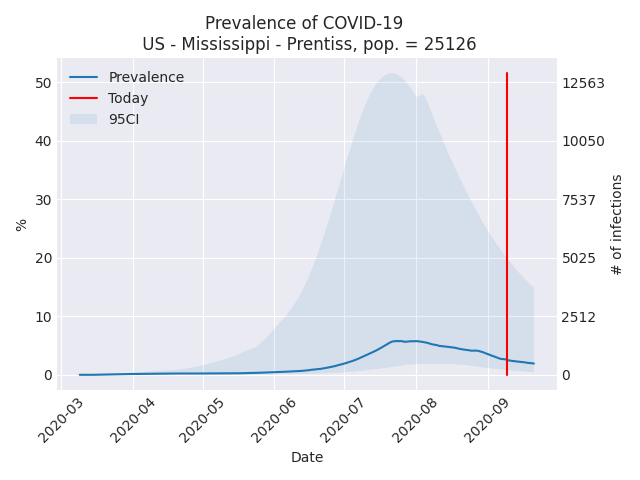 Prevalence of COVID-19
US - Mississippi - Prentiss, pop. = 25126
Prevalence
Today
95CI
50
40
30
20
10
0
%
12563
10050
7537
5025
2512
0
# of infections
2020-03
2020-04
2020-05
2020-06
2020-07
2020-08
2020-09
Date